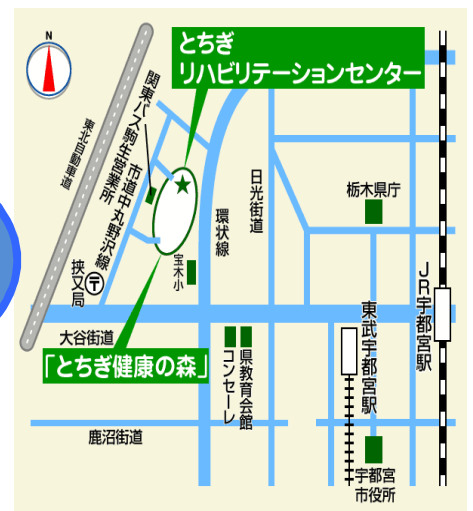 N
とちぎ
リハビリテーションセンター
東北自動車道
関東バス駒生営業所
市道中丸野沢線
挟又局
〒
宝木小
環状線
日光街道
栃木県庁
JR宇都宮駅
大谷街道
「とちぎ健康の森」
コンセーレ
県教育会館
東武宇都宮駅
鹿沼街道
宇都宮
市役所